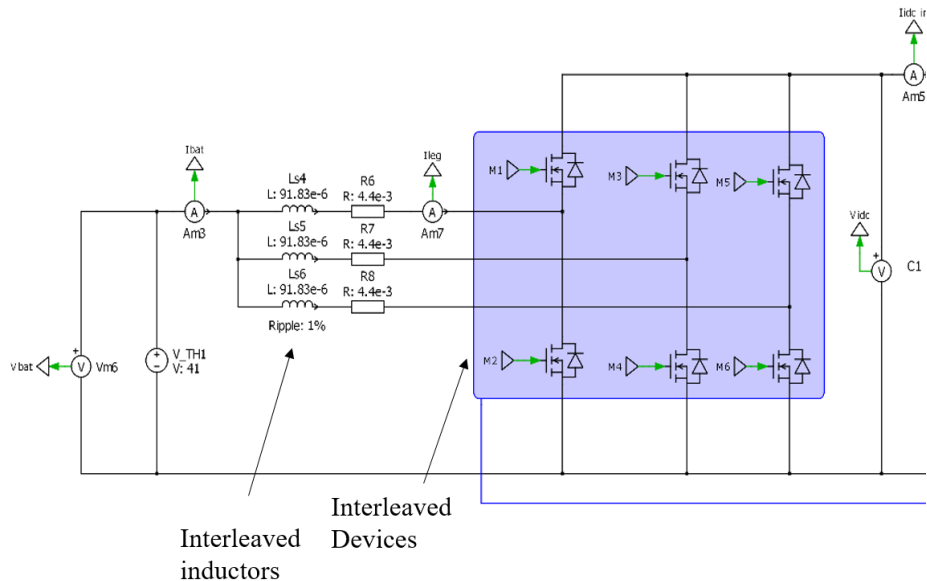 Iidc in
A
Am5
Ibat
A
Am3
Ls4
L: 91.83e-6
R6
R: 4.4e-3
Ileg
A
Am7
Ls5
L: 91.83e-6
R7
R: 4.4e-3
Ls6
L: 91.83e-6
R8
R: 4.4e-3
Ripple: 1%
M1
M3
M5
Vidc
+
V
C1
Vbat
+
V
Vm6
+
V_TH1
V: 41
M2
M4
M6
Interleaved
inductors
Interleaved
Devices